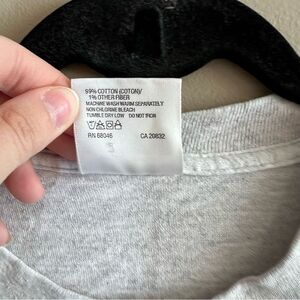 99% COTTON (COTON)/
1% OTHER FIBER
MACHINE WASH WARM SEPARATELY
NON CHLORINE BLEACH
TUMBLE DRY LOW DO NOT IRON
RN 68046 CA 20832